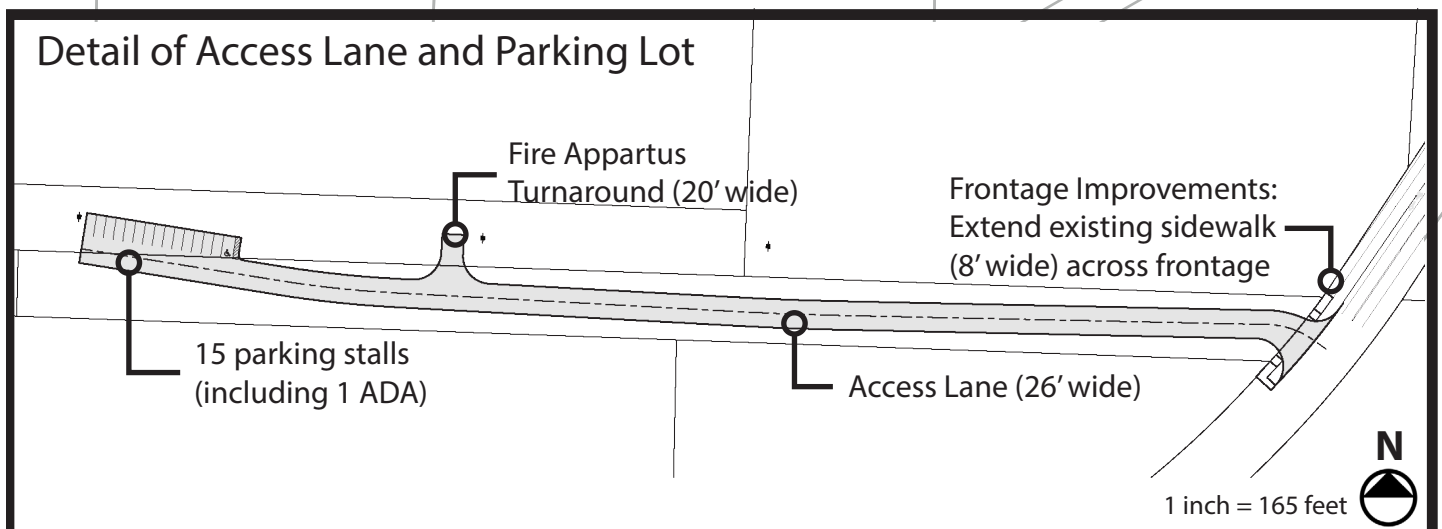 Detail of Access Lane and Parking Lot
Fire Appartus
Turnaround (20’ wide)
Frontage Improvements:
Extend existing sidewalk
(8’ wide) across frontage
15 parking stalls
(including 1 ADA)
Access Lane (26’ wide)
N
1 inch = 165 feet